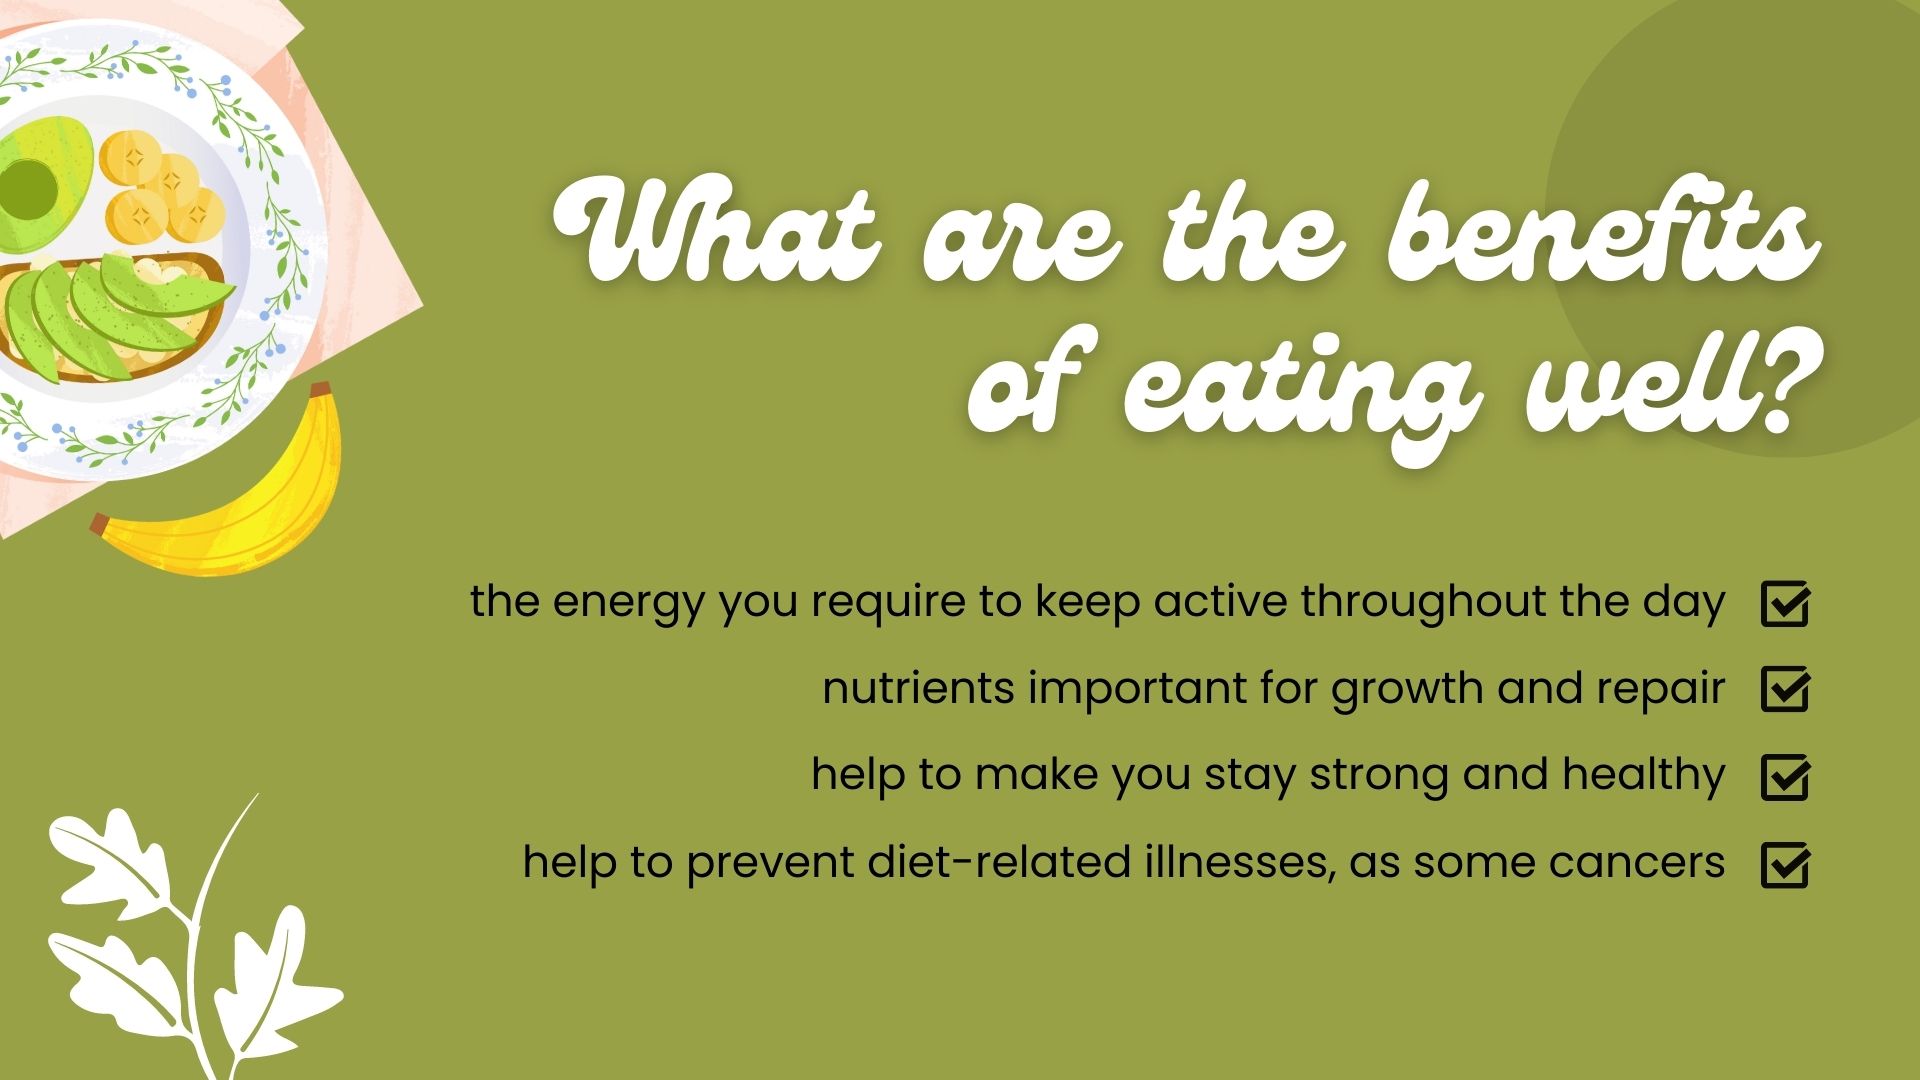 What are the benefits
of eating well?
the energy you require to keep active throughout the day
nutrients important for growth and repair
help to make you stay strong and healthy
help to prevent diet-related illnesses, as some cancers